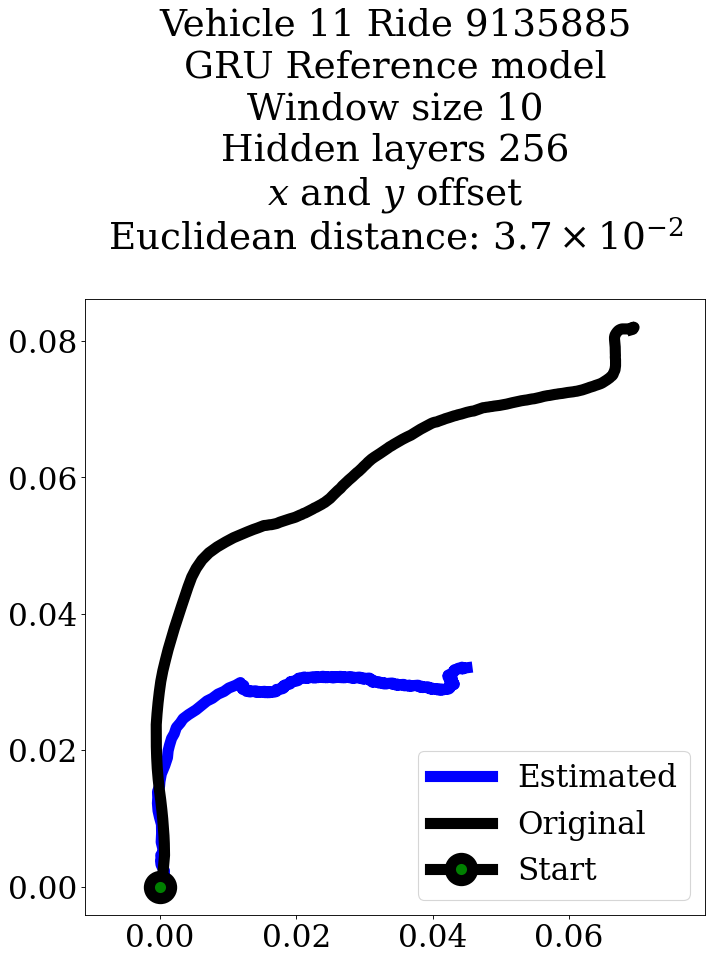 Vehicle 11 Ride 9135885
GRU Reference model
Window size 10
Hidden layers 256
x and y offset
Euclidean distance: 3.7 × 10⁻²
0.08
0.06
0.04
0.02
0.00
Estimated
Original
Start
0.00 0.02 0.04 0.06